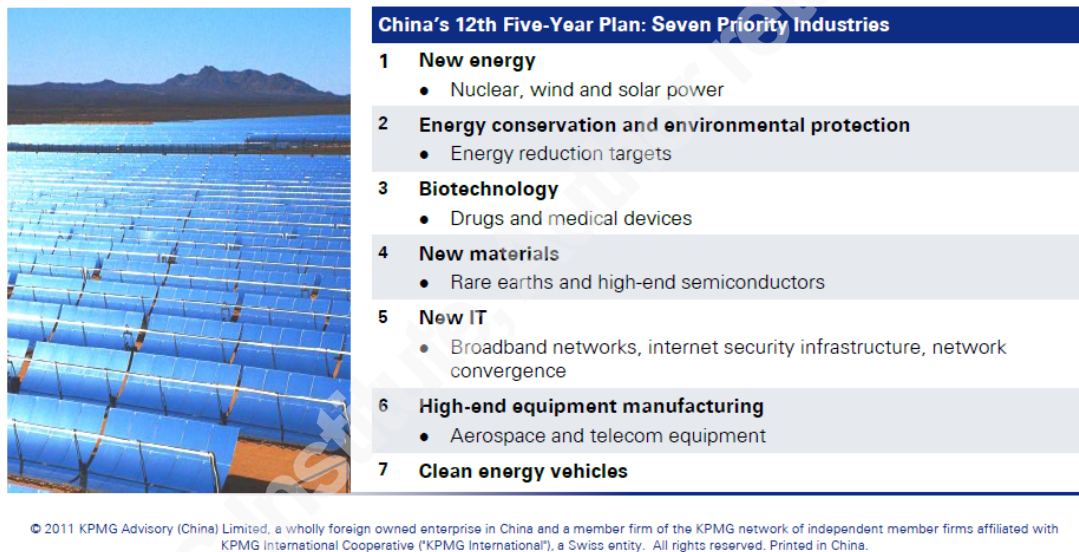 China's 12th Five-Year Plan: Seven Priority Industries
1 New energy
● Nuclear, wind and solar power
2 Energy conservation and environmental protection
● Energy reduction targets
3 Biotechnology
● Drugs and medical devices
4 New materials
● Rare earths and high-end semiconductors
5 New IT
● Broadband networks, internet security infrastructure, network
convergence
6 High-end equipment manufacturing
● Aerospace and telecom equipment
7 Clean energy vehicles
© 2011 KPMG Advisory (China) Limited, a wholly foreign owned enterprise in China and a member firm of the KPMG network of independent member firms affiliated with
KPMG International Cooperative ("KPMG International"), a Swiss entity. All rights reserved. Printed in China.